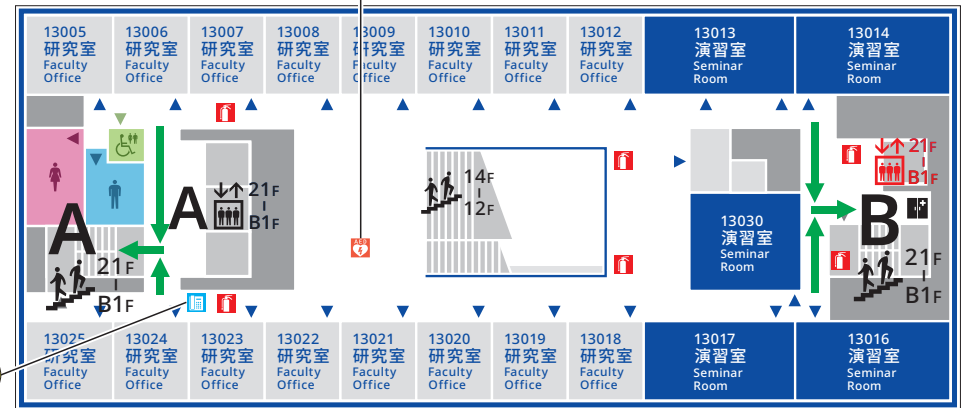 13005
研究室
Faculty
Office
13006
研究室
Faculty
Office
13007
研究室
Faculty
Office
13008
研究室
Faculty
Office
13009
研究室
Faculty
Office
13010
研究室
Faculty
Office
13011
研究室
Faculty
Office
13012
研究室
Faculty
Office
13013
演習室
Seminar
Room
13014
演習室
Seminar
Room
A
21F
B1F
A
21F
B1F
AED
14F
12F
13030
演習室
Seminar
Room
21F
B1F
B
21F
B1F
13025
研究室
Faculty
Office
13024
研究室
Faculty
Office
13023
研究室
Faculty
Office
13022
研究室
Faculty
Office
13021
研究室
Faculty
Office
13020
研究室
Faculty
Office
13019
研究室
Faculty
Office
13018
研究室
Faculty
Office
13017
演習室
Seminar
Room
13016
演習室
Seminar
Room